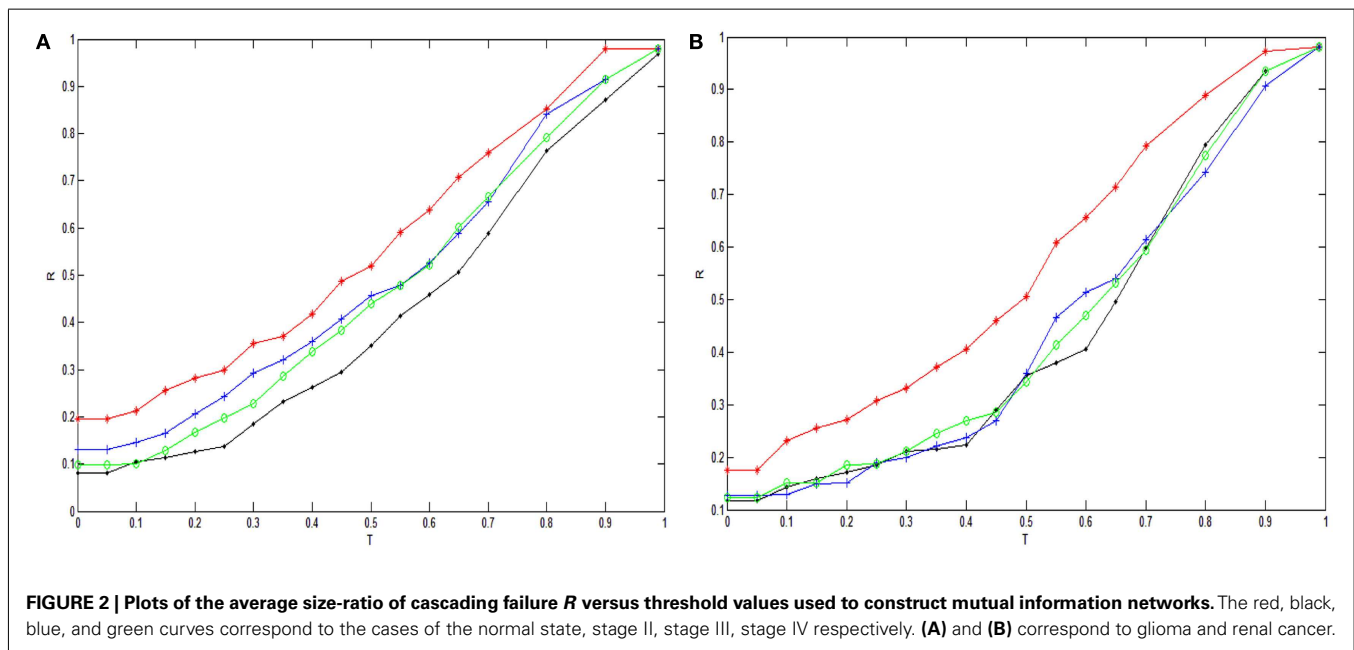 A
1
0.9
0.8
0.7
0.6
0.5
0.4
0.3
0.2
0.1
0
R
0 0.1 0.2 0.3 0.4 0.5 0.6 0.7 0.8 0.9 1
T
B
1
0.9
0.8
0.7
0.6
0.5
0.4
0.3
0.2
0.1
R
0 0.1 0.2 0.3 0.4 0.5 0.6 0.7 0.8 0.9 1
T
FIGURE 2 | Plots of the average size-ratio of cascading failure R versus threshold values used to construct mutual information networks. The red, black,
blue, and green curves correspond to the cases of the normal state, stage II, stage III, stage IV respectively. (A) and (B) correspond to glioma and renal cancer.